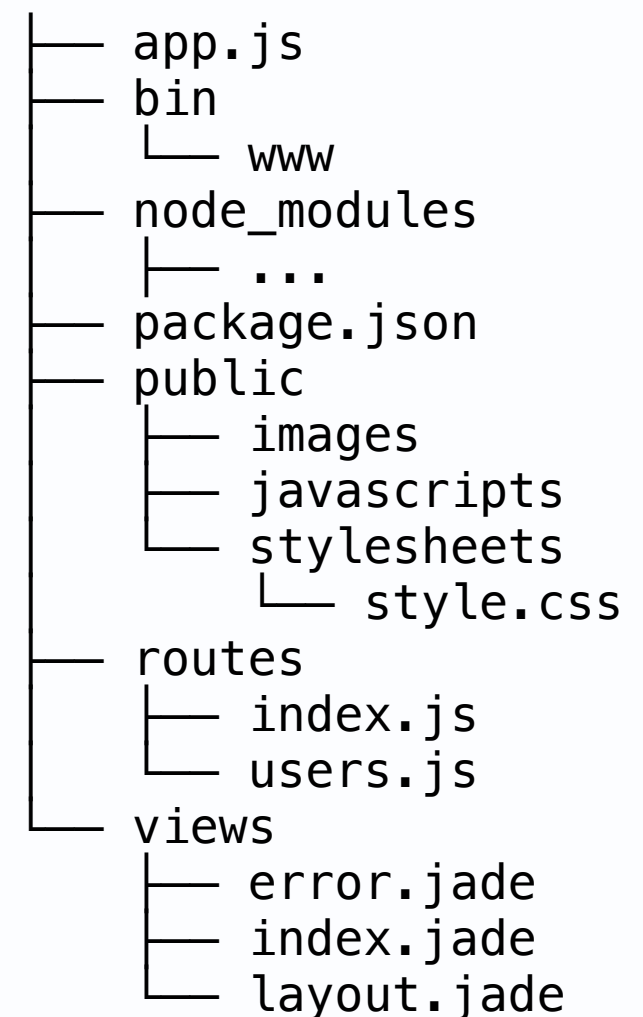 ├── app.js
├── bin
│   └── www
├── node_modules
│   ├── ...
├── package.json
├── public
│   ├── images
│   ├── javascripts
│   └── stylesheets
│       └── style.css
├── routes
│   ├── index.js
│   └── users.js
└── views
    ├── error.jade
    ├── index.jade
    └── layout.jade